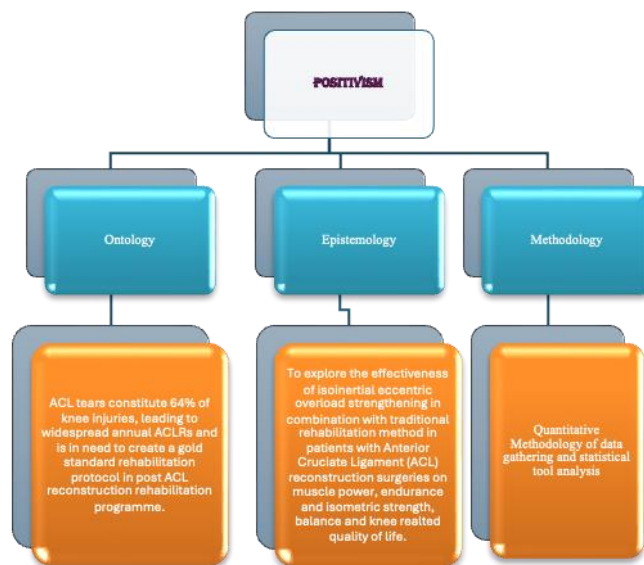 POSITIVISM
Ontology
Epistemology
Methodology
ACL tears constitute 64% of
knee injuries, leading to
widespread annual ACLRs and
is in need to create a gold
standard rehabilitation
protocol in post ACL
reconstruction rehabilitation
programme.
To explore the effectiveness
of isoinertial eccentric
overload strengthening in
combination with traditional
rehabilitation method in
patients with Anterior
Cruciate Ligament (ACL)
reconstruction surgeries on
muscle power, endurance
and isometric strength,
balance and knee realted
quality of life.
Quantitative
Methodology of data
gathering and statistical
tool analysis